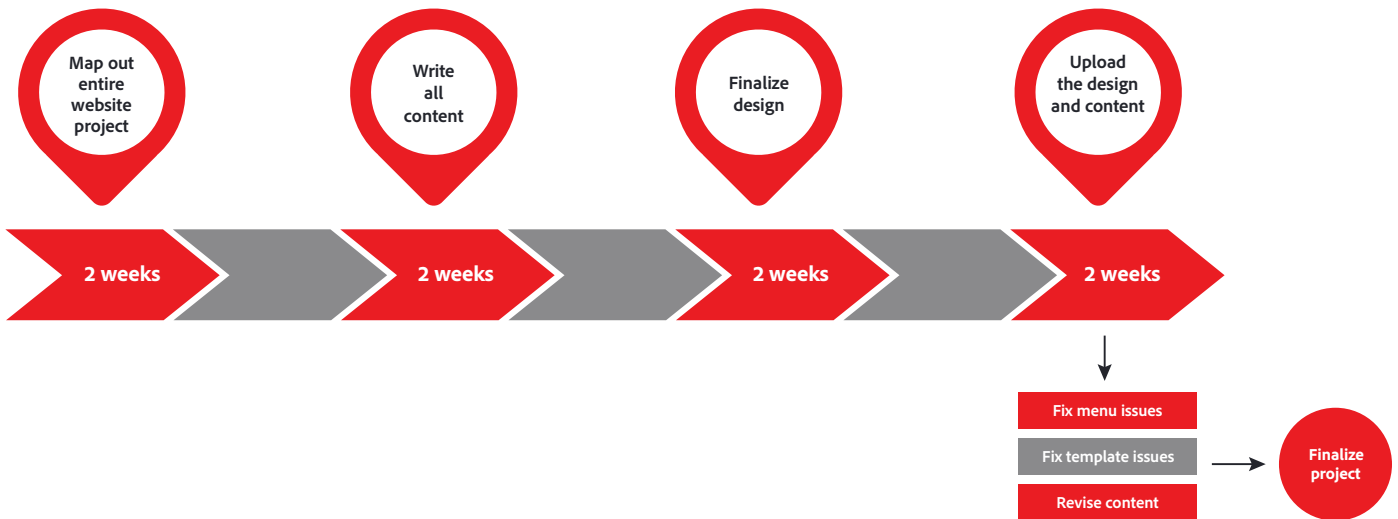 Map out
entire
website
project
Write
all
content
Finalize
design
Upload
the design
and content
2 weeks
2 weeks
2 weeks
2 weeks
Fix menu issues
Fix template issues
Revise content
Finalize
project